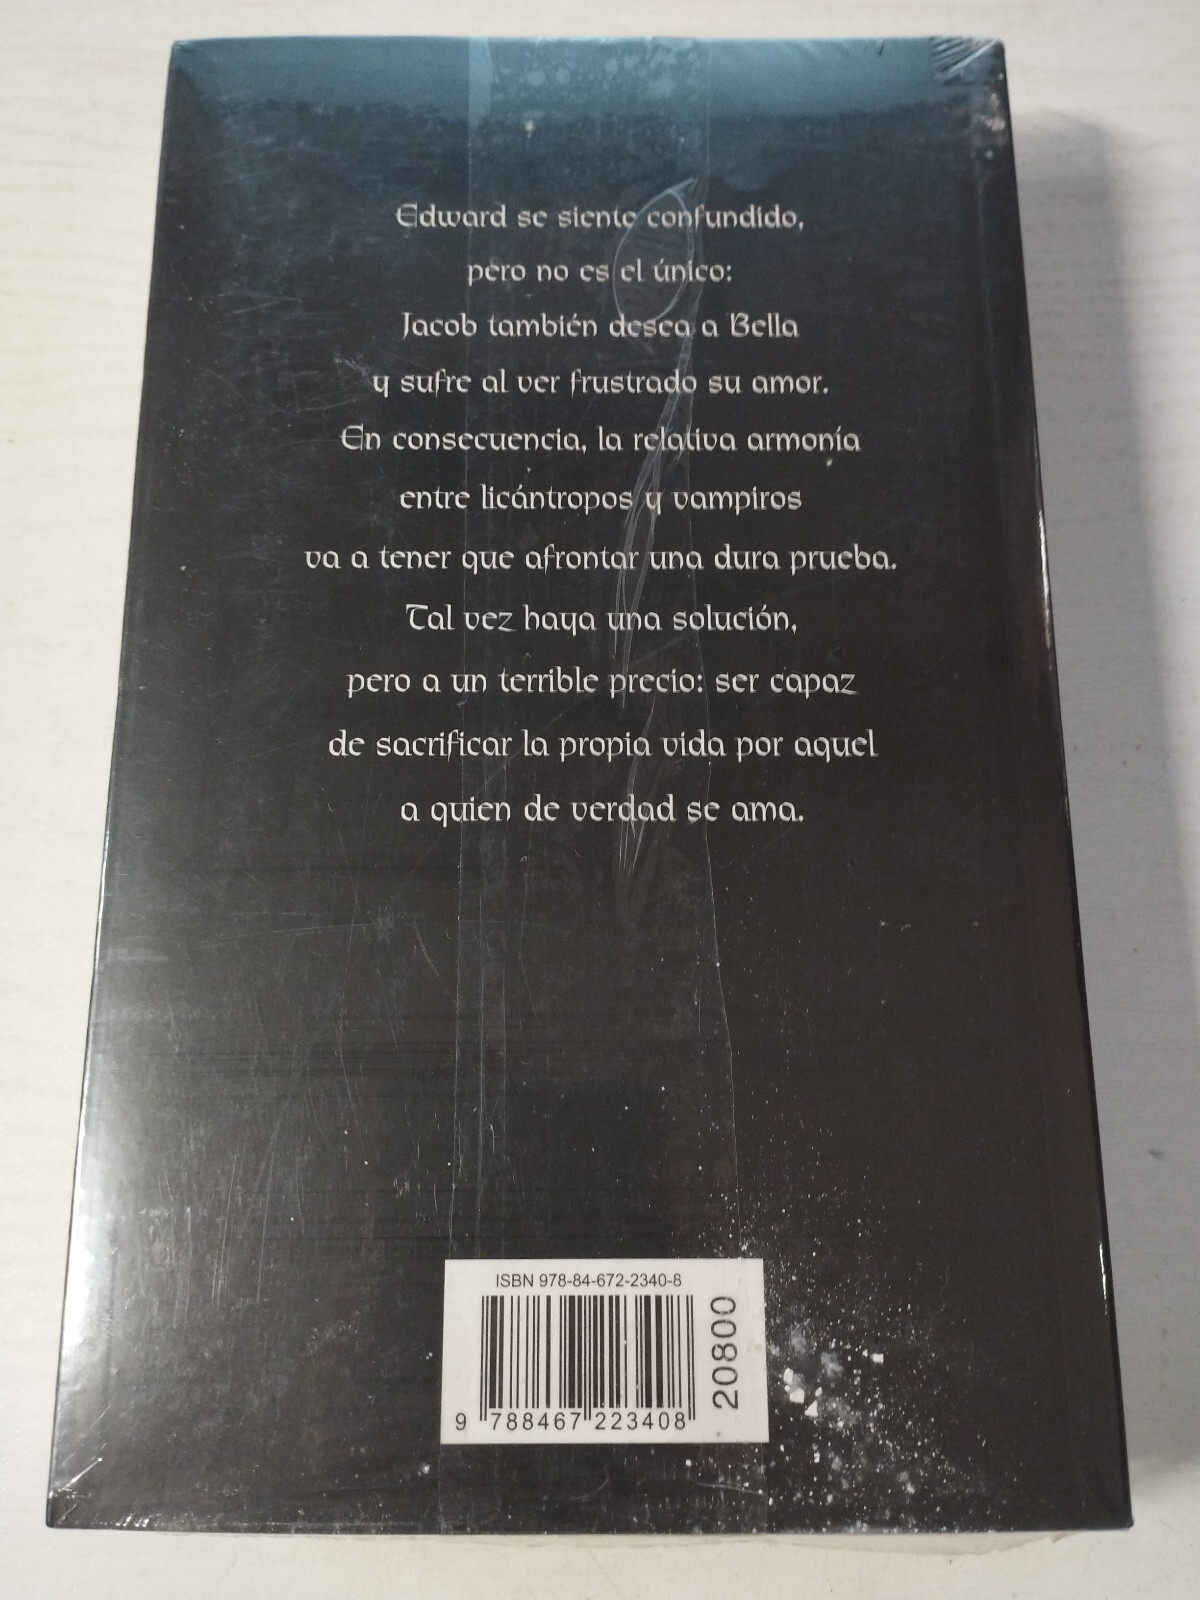 Edward se siente confundido,
pero no es el único:
Jacob también desea a Bella
y sufre al ver frustrado su amor.
En consecuencia, la relativa armonía
entre licántropos y vampiros
va a tener que afrontar una dura prueba.
Tal vez haya una solución,
pero a un terrible precio: ser capaz
de sacrificar la propia vida por aquel
a quien de verdad se ama.
ISBN 978-84-672-2340-8
20800
9 788467 223408